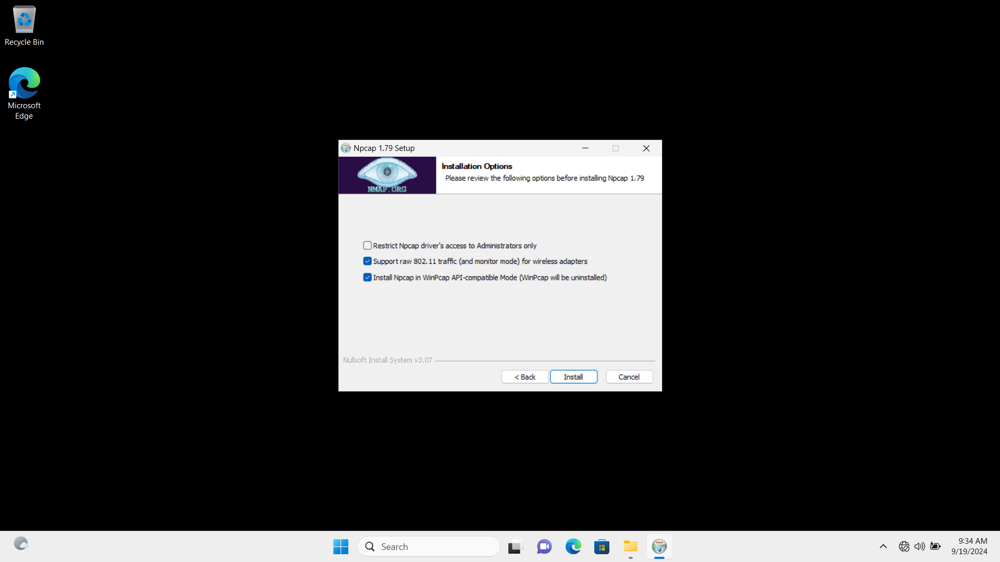 Recycle Bin
Microsoft
Edge
Npcap 1.79 Setup
NMAP.ORG
Installation Options
Please review the following options before installing Npcap 1.79
Restrict Npcap driver's access to Administrators only
Support raw 802.11 traffic (and monitor mode) for wireless adapters
Install Npcap in WinPcap API-compatible Mode (WinPcap will be uninstalled)
Nullsoft Install System v3.07
< Back
Install
Cancel
Search
9:34 AM
9/19/2024